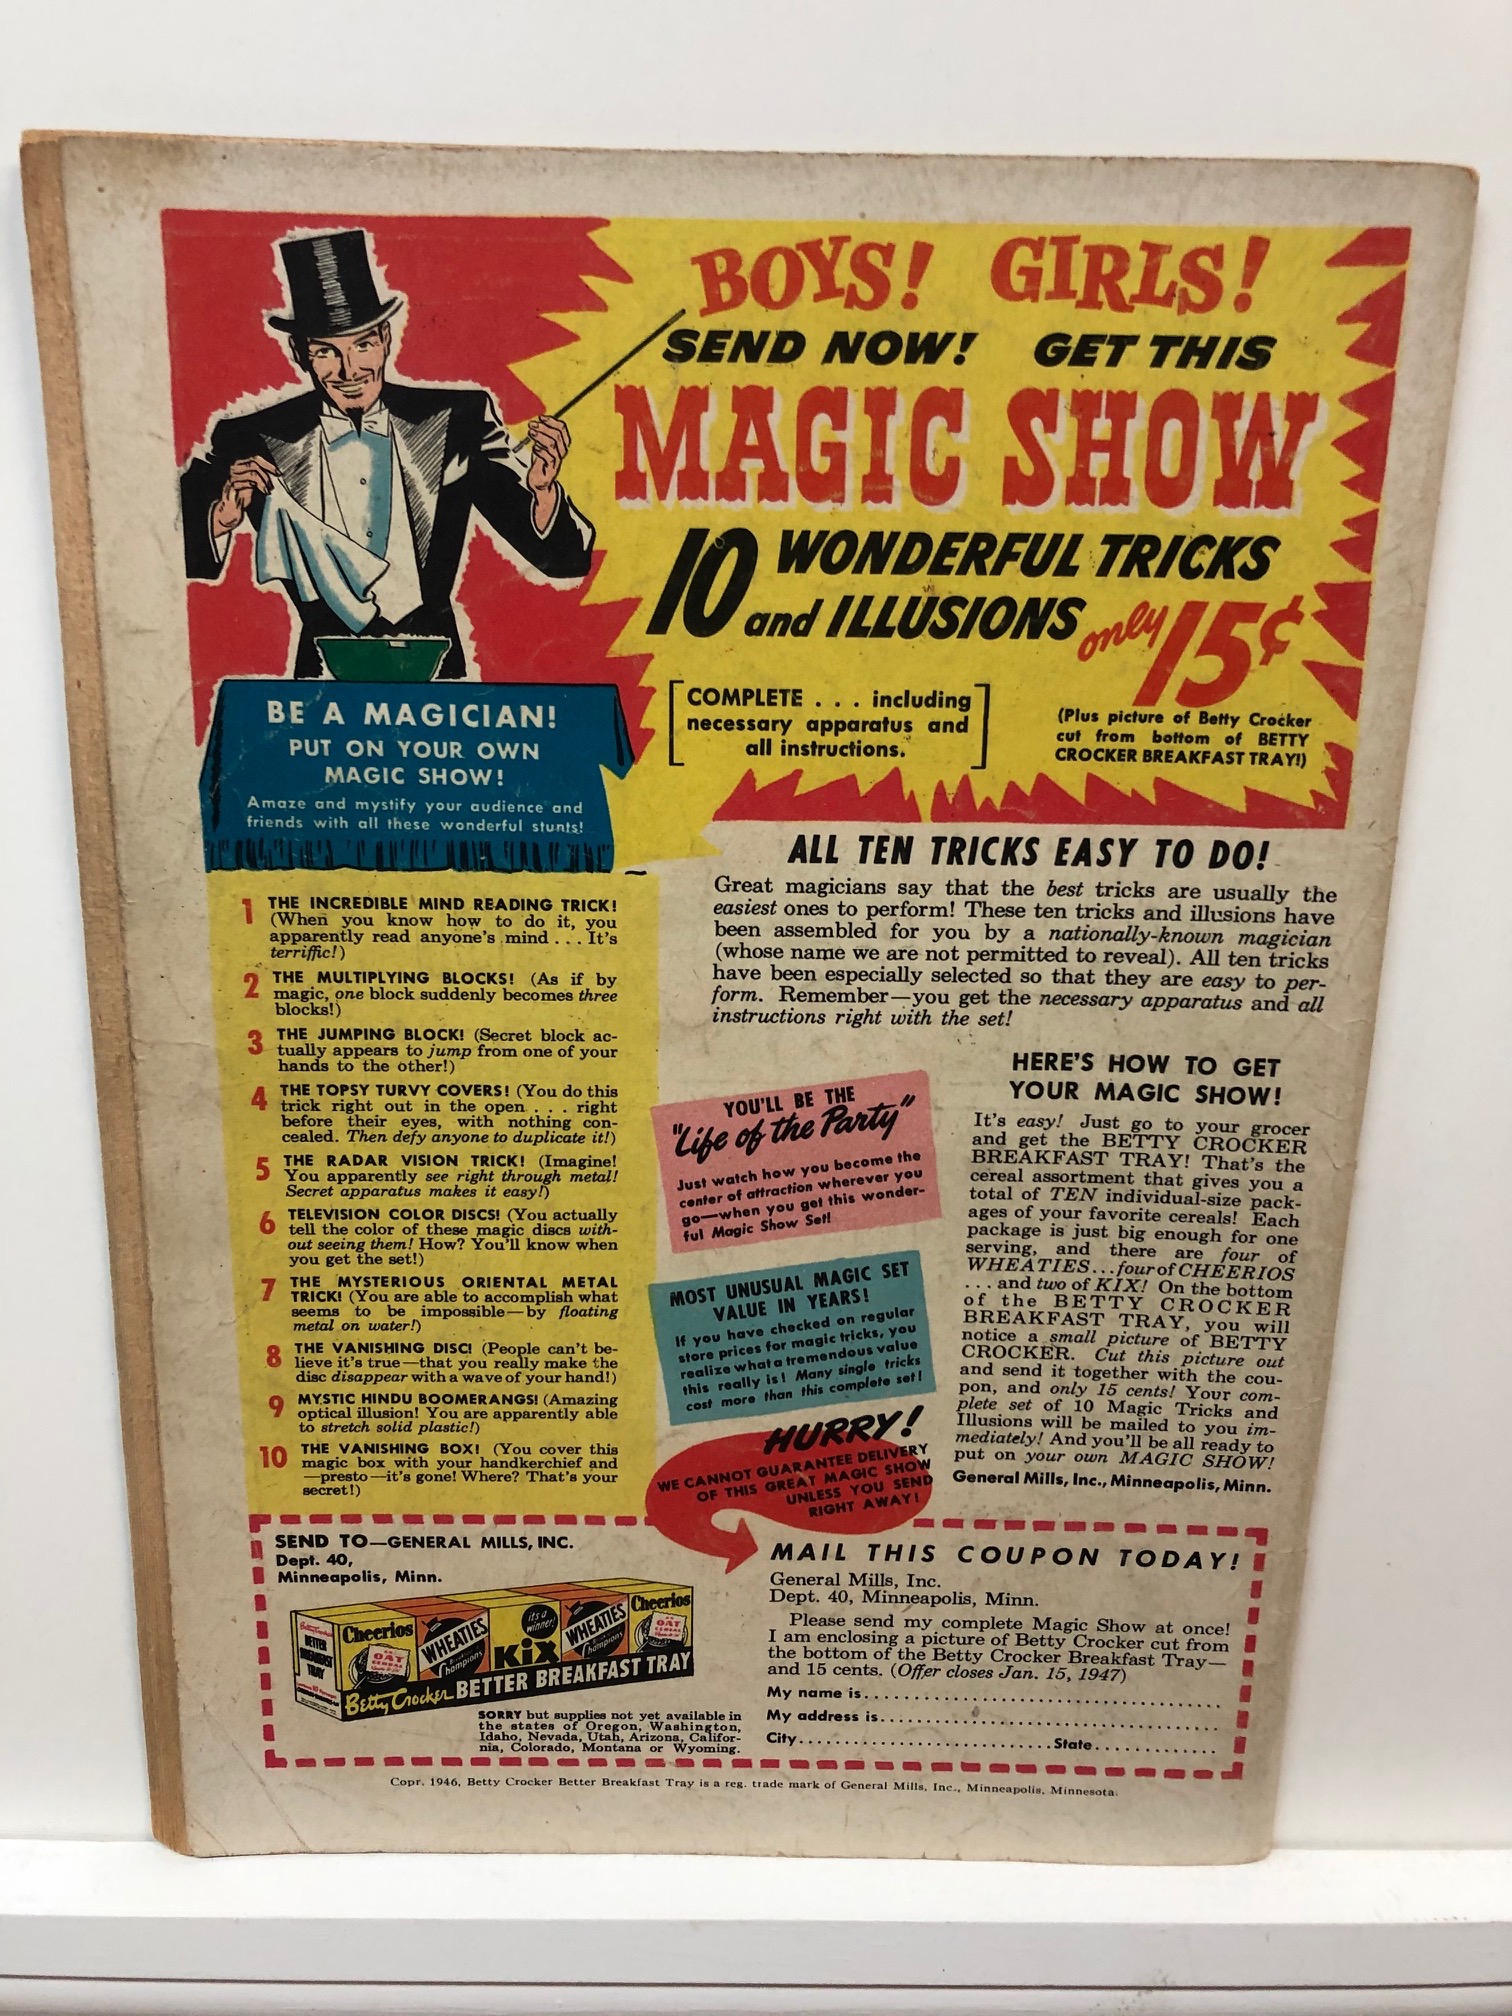 BOYS! GIRLS!
SEND NOW! GET THIS
MAGIC SHOW
10 WONDERFUL TRICKS
and ILLUSIONS only 15¢
[COMPLETE . . . including
necessary apparatus and
all instructions.]
(Plus picture of Betty Crocker
cut from bottom of BETTY
CROCKER BREAKFAST TRAY!)
BE A MAGICIAN!
PUT ON YOUR OWN
MAGIC SHOW!
Amaze and mystify your audience and
friends with all these wonderful stunts!
1 THE INCREDIBLE MIND READING TRICK!
(When you know how to do it, you
apparently read anyone's mind . . . It's
terriffic!)
2 THE MULTIPLYING BLOCKS! (As if by
magic, one block suddenly becomes three
blocks!)
3 THE JUMPING BLOCK! (Secret block ac-
tually appears to jump from one of your
hands to the other!)
4 THE TOPSY TURVY COVERS! (You do this
trick right out in the open . . . right
before their eyes, with nothing con-
cealed. Then defy anyone to duplicate it!)
5 THE RADAR VISION TRICK! (Imagine!
You apparently see right through metal!
Secret apparatus makes it easy!)
6 TELEVISION COLOR DISCS! (You actually
tell the color of these magic discs with-
out seeing them! How? You'll know when
you get the set!)
7 THE MYSTERIOUS ORIENTAL METAL
TRICK! (You are able to accomplish what
seems to be impossible—by floating
metal on water!)
8 THE VANISHING DISC! (People can't be-
lieve it's true—that you really make the
disc disappear with a wave of your hand!)
9 MYSTIC HINDU BOOMERANGS! (Amazing
optical illusion! You are apparently able
to stretch solid plastic!)
10 THE VANISHING BOX! (You cover this
magic box with your handkerchief and
—presto—it's gone! Where? That's your
secret!)
ALL TEN TRICKS EASY TO DO!
Great magicians say that the best tricks are usually the
easiest ones to perform! These ten tricks and illusions have
been assembled for you by a nationally-known magician
(whose name we are not permitted to reveal). All ten tricks
have been especially selected so that they are easy to per-
form. Remember—you get the necessary apparatus and all
instructions right with the set!
YOU'LL BE THE
"Life of the Party"
Just watch how you become the
center of attraction wherever you
go—when you get this wonder-
ful Magic Show Set!
MOST UNUSUAL MAGIC SET
VALUE IN YEARS!
If you have checked on regular
store prices for magic tricks, you
realize what a tremendous value
this really is! Many single tricks
cost more than this complete set!
HURRY!
WE CANNOT GUARANTEE DELIVERY
OF THIS GREAT MAGIC SHOW
UNLESS YOU SEND
RIGHT AWAY!
HERE'S HOW TO GET
YOUR MAGIC SHOW!
It's easy! Just go to your grocer
and get the BETTY CROCKER
BREAKFAST TRAY! That's the
cereal assortment that gives you a
total of TEN individual-size pack-
ages of your favorite cereals! Each
package is just big enough for one
serving, and there are four of
WHEATIES...four of CHEERIOS
. . . and two of KIX! On the bottom
of the BETTY CROCKER
BREAKFAST TRAY, you will
notice a small picture of BETTY
CROCKER. Cut this picture out
and send it together with the cou-
pon, and only 15 cents! Your com-
plete set of 10 Magic Tricks and
Illusions will be mailed to you im-
mediately! And you'll be all ready to
put on your own MAGIC SHOW!
General Mills, Inc., Minneapolis, Minn.
SEND TO—GENERAL MILLS, INC.
Dept. 40,
Minneapolis, Minn.
Betty Crocker
BETTER
BREAKFAST
TRAY
Cheerios
OAT
CEREAL
WHEATIES
Champions
it's a
winner!
Kix
WHEATIES
Champions
Cheerios
OAT
CEREAL
Betty Crocker BETTER BREAKFAST TRAY
SORRY but supplies not yet available in
the states of Oregon, Washington,
Idaho, Nevada, Utah, Arizona, Califor-
nia, Colorado, Montana or Wyoming.
MAIL THIS COUPON TODAY!
General Mills, Inc.
Dept. 40, Minneapolis, Minn.
Please send my complete Magic Show at once!
I am enclosing a picture of Betty Crocker cut from
the bottom of the Betty Crocker Breakfast Tray—
and 15 cents. (Offer closes Jan. 15, 1947)
My name is
My address is
City State
Copr. 1946, Betty Crocker Better Breakfast Tray is a reg. trade mark of General Mills, Inc., Minneapolis, Minnesota.